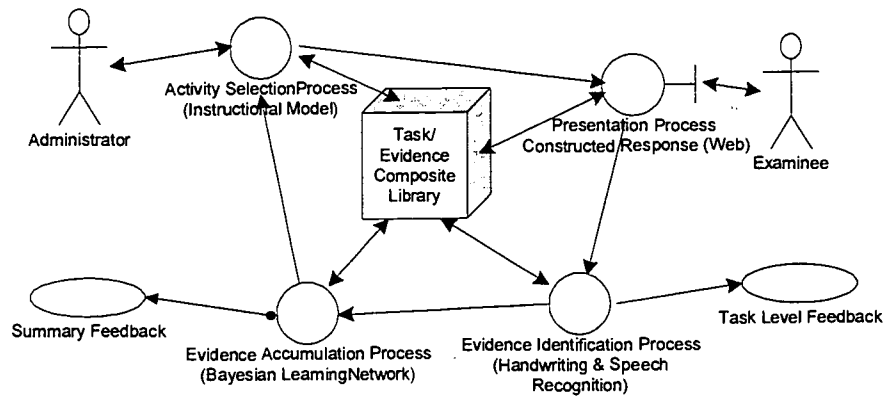 Activity SelectionProcess
(Instructional Model)
Administrator
Task/
Evidence
Composite
Library
Presentation Process
Constructed Response (Web)
Examinee
Summary Feedback
Evidence Accumulation Process
(Bayesian LearningNetwork)
Evidence Identification Process
(Handwriting & Speech
Recognition)
Task Level Feedback